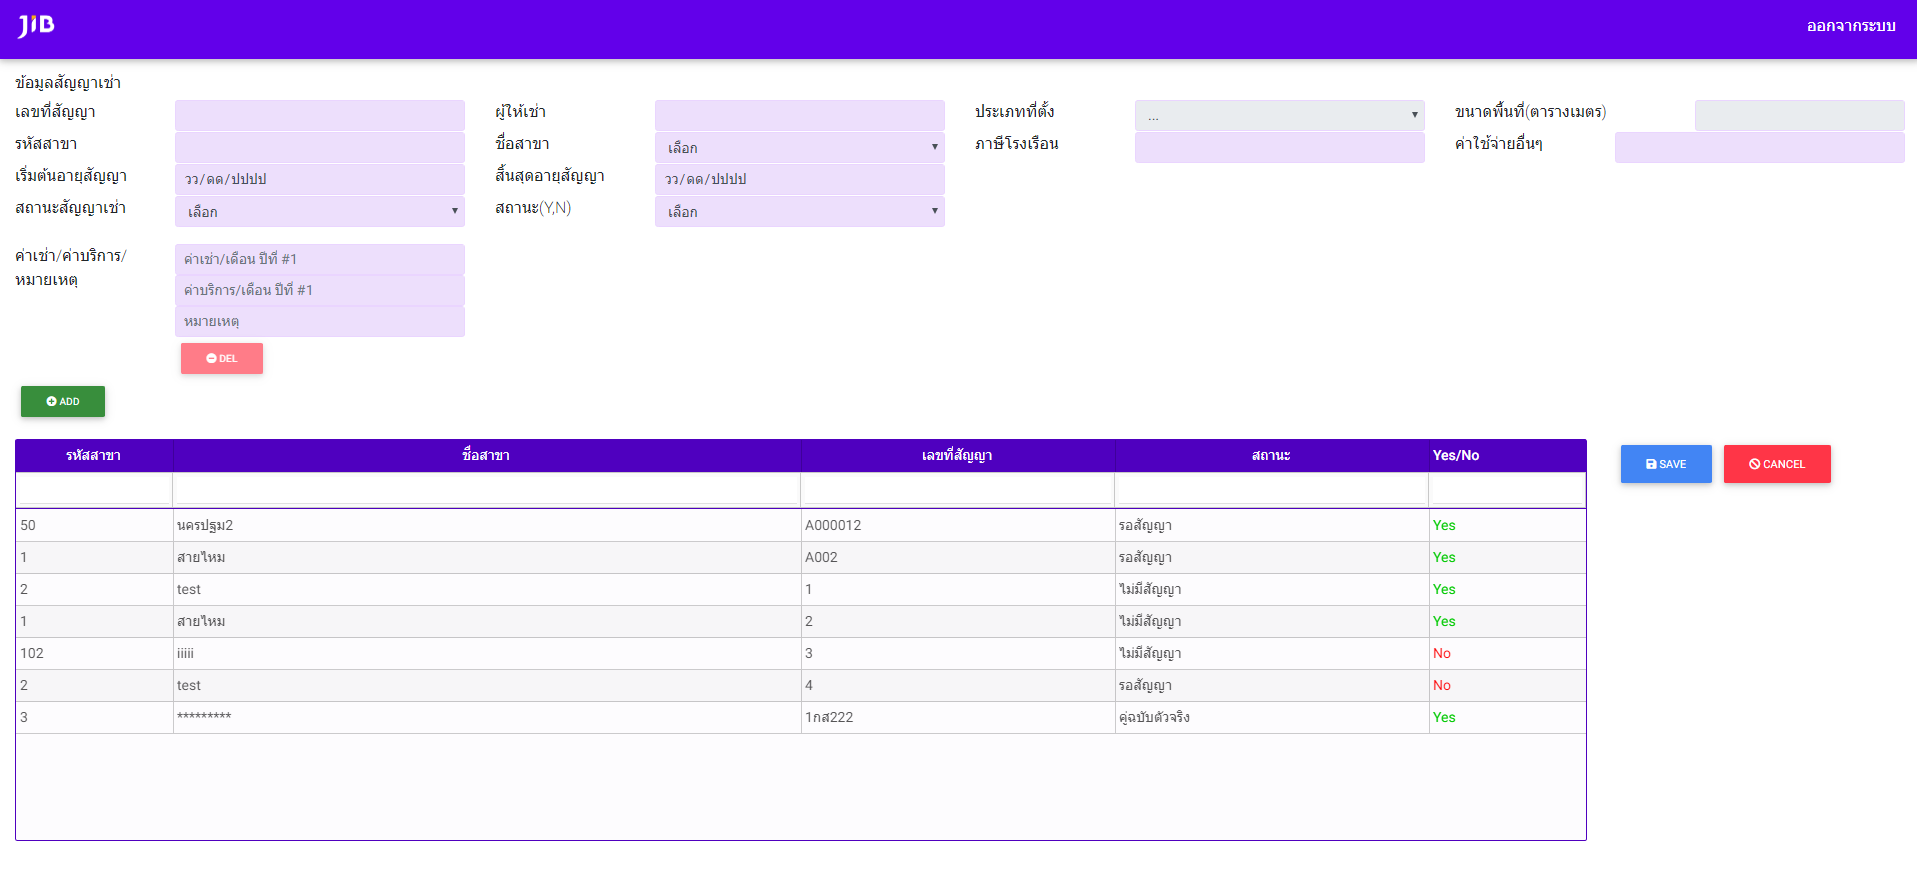 JIB ออกจากระบบ
ข้อมูลสัญญาเช่า
เลขที่สัญญา ผู้ให้เช่า ประเภทที่ตั้ง ... ขนาดพื้นที่(ตารางเมตร)
รหัสสาขา ชื่อสาขา เลือก ภาษีโรงเรือน ค่าใช้จ่ายอื่นๆ
เริ่มต้นอายุสัญญา วว/ดด/ปปปป สิ้นสุดอายุสัญญา วว/ดด/ปปปป
สถานะสัญญาเช่า เลือก สถานะ(Y,N) เลือก
ค่าเช่า/ค่าบริการ/ ค่าเช่า/เดือน ปีที่ #1
หมายเหตุ ค่าบริการ/เดือน ปีที่ #1
หมายเหตุ
DEL
ADD
รหัสสาขา ชื่อสาขา เลขที่สัญญา สถานะ Yes/No SAVE CANCEL
50 นครปฐม2 A000012 รอสัญญา Yes
1 สายไหม A002 รอสัญญา Yes
2 test 1 ไม่มีสัญญา Yes
1 สายไหม 2 ไม่มีสัญญา Yes
102 iiiii 3 ไม่มีสัญญา No
2 test 4 รอสัญญา No
3 ********* 1กส222 คู่ฉบับตัวจริง Yes